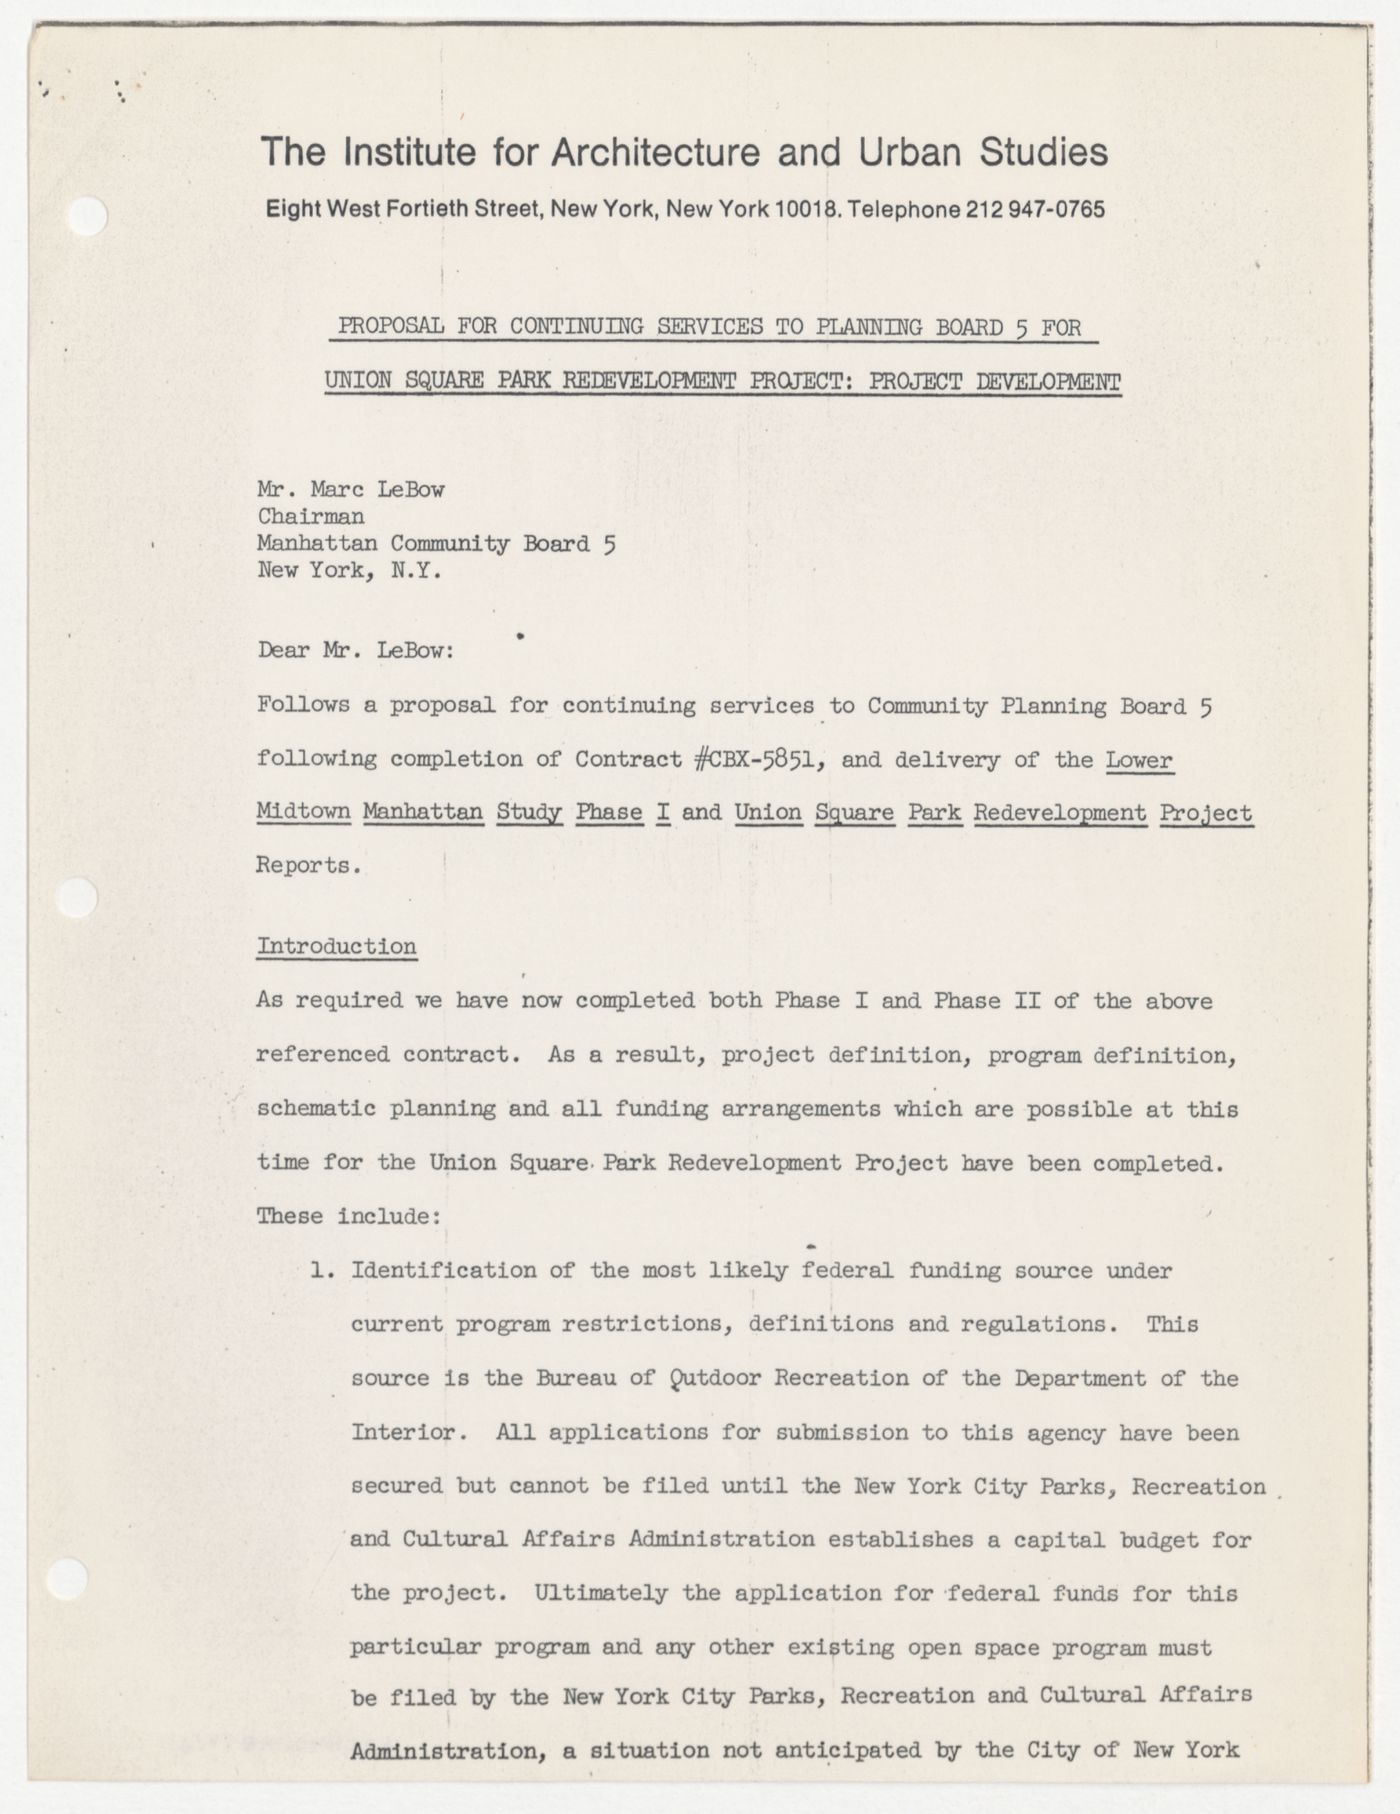 The Institute for Architecture and Urban Studies
Eight West Fortieth Street, New York, New York 10018. Telephone 212 947-0765
PROPOSAL FOR CONTINUING SERVICES TO PLANNING BOARD 5 FOR
UNION SQUARE PARK REDEVELOPMENT PROJECT: PROJECT DEVELOPMENT
Mr. Marc LeBow
Chairman
Manhattan Community Board 5
New York, N.Y.
Dear Mr. LeBow:
Follows a proposal for continuing services to Community Planning Board 5
following completion of Contract #CBX-5851, and delivery of the Lower
Midtown Manhattan Study Phase I and Union Square Park Redevelopment Project
Reports.
Introduction
As required we have now completed both Phase I and Phase II of the above
referenced contract. As a result, project definition, program definition,
schematic planning and all funding arrangements which are possible at this
time for the Union Square Park Redevelopment Project have been completed.
These include:
1. Identification of the most likely federal funding source under
current program restrictions, definitions and regulations. This
source is the Bureau of Outdoor Recreation of the Department of the
Interior. All applications for submission to this agency have been
secured but cannot be filed until the New York City Parks, Recreation
and Cultural Affairs Administration establishes a capital budget for
the project. Ultimately the application for federal funds for this
particular program and any other existing open space program must
be filed by the New York City Parks, Recreation and Cultural Affairs
Administration, a situation not anticipated by the City of New York